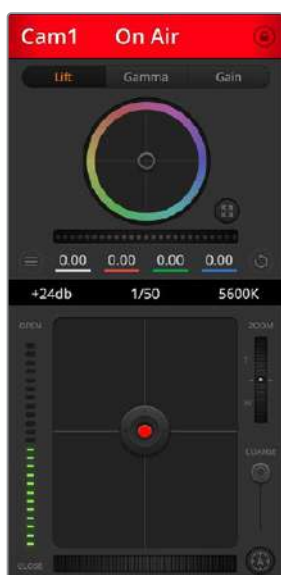 Cam1 On Air
Lift Gamma Gain
0.00 0.00 0.00 0.00
+24db 1/50 5600K
OPEN ZOOM
T
W
COARSE
CLOSE